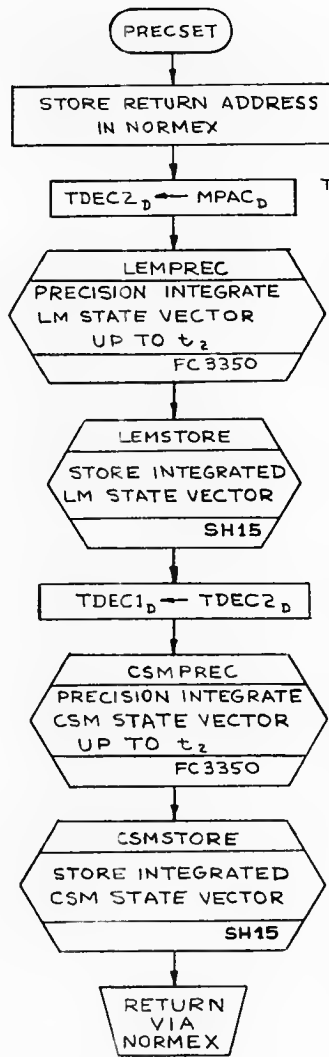 PRECSET
STORE RETURN ADDRESS
IN NORMEX
TDEC2D ← MPACD
T
LEMPREC
PRECISION INTEGRATE
LM STATE VECTOR
UP TO t2
FC3350
LEMSTORE
STORE INTEGRATED
LM STATE VECTOR
SH15
TDEC1D ← TDEC2D
CSMPREC
PRECISION INTEGRATE
CSM STATE VECTOR
UP TO t2
FC3350
CSMSTORE
STORE INTEGRATED
CSM STATE VECTOR
SH15
RETURN
VIA
NORMEX